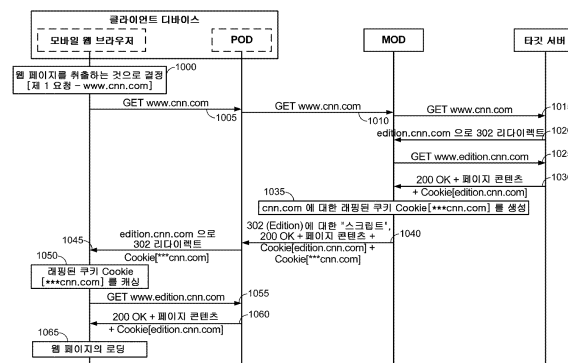 클라이언트 디바이스
모바일 웹 브라우저
POD
MOD
타깃 서버
웹 페이지를 취출하는 것으로 결정
[제 1 요청 - www.cnn.com]
1000
GET www.cnn.com
1005
GET www.cnn.com
1010
GET www.cnn.com
1015
edition.cnn.com 으로 302 리다이렉트
1020
GET www.edition.cnn.com
1025
200 OK + 페이지 콘텐츠
+ Cookie[edition.cnn.com]
1030
1035
cnn.com 에 대한 래핑된 쿠키 Cookie[***cnn.com] 를 생성
302 (Edition)에 대한 "스크립트",
200 OK + 페이지 콘텐츠 +
Cookie[edition.cnn.com] +
Cookie[***cnn.com]
1040
1045
edition.cnn.com 으로
302 리다이렉트
Cookie[***cnn.com]
1050
래핑된 쿠키 Cookie
[***cnn.com] 를 캐싱
GET www.edition.cnn.com
1055
200 OK + 페이지 콘텐츠
+ Cookie[edition.cnn.com]
1060
1065
웹 페이지의 로딩